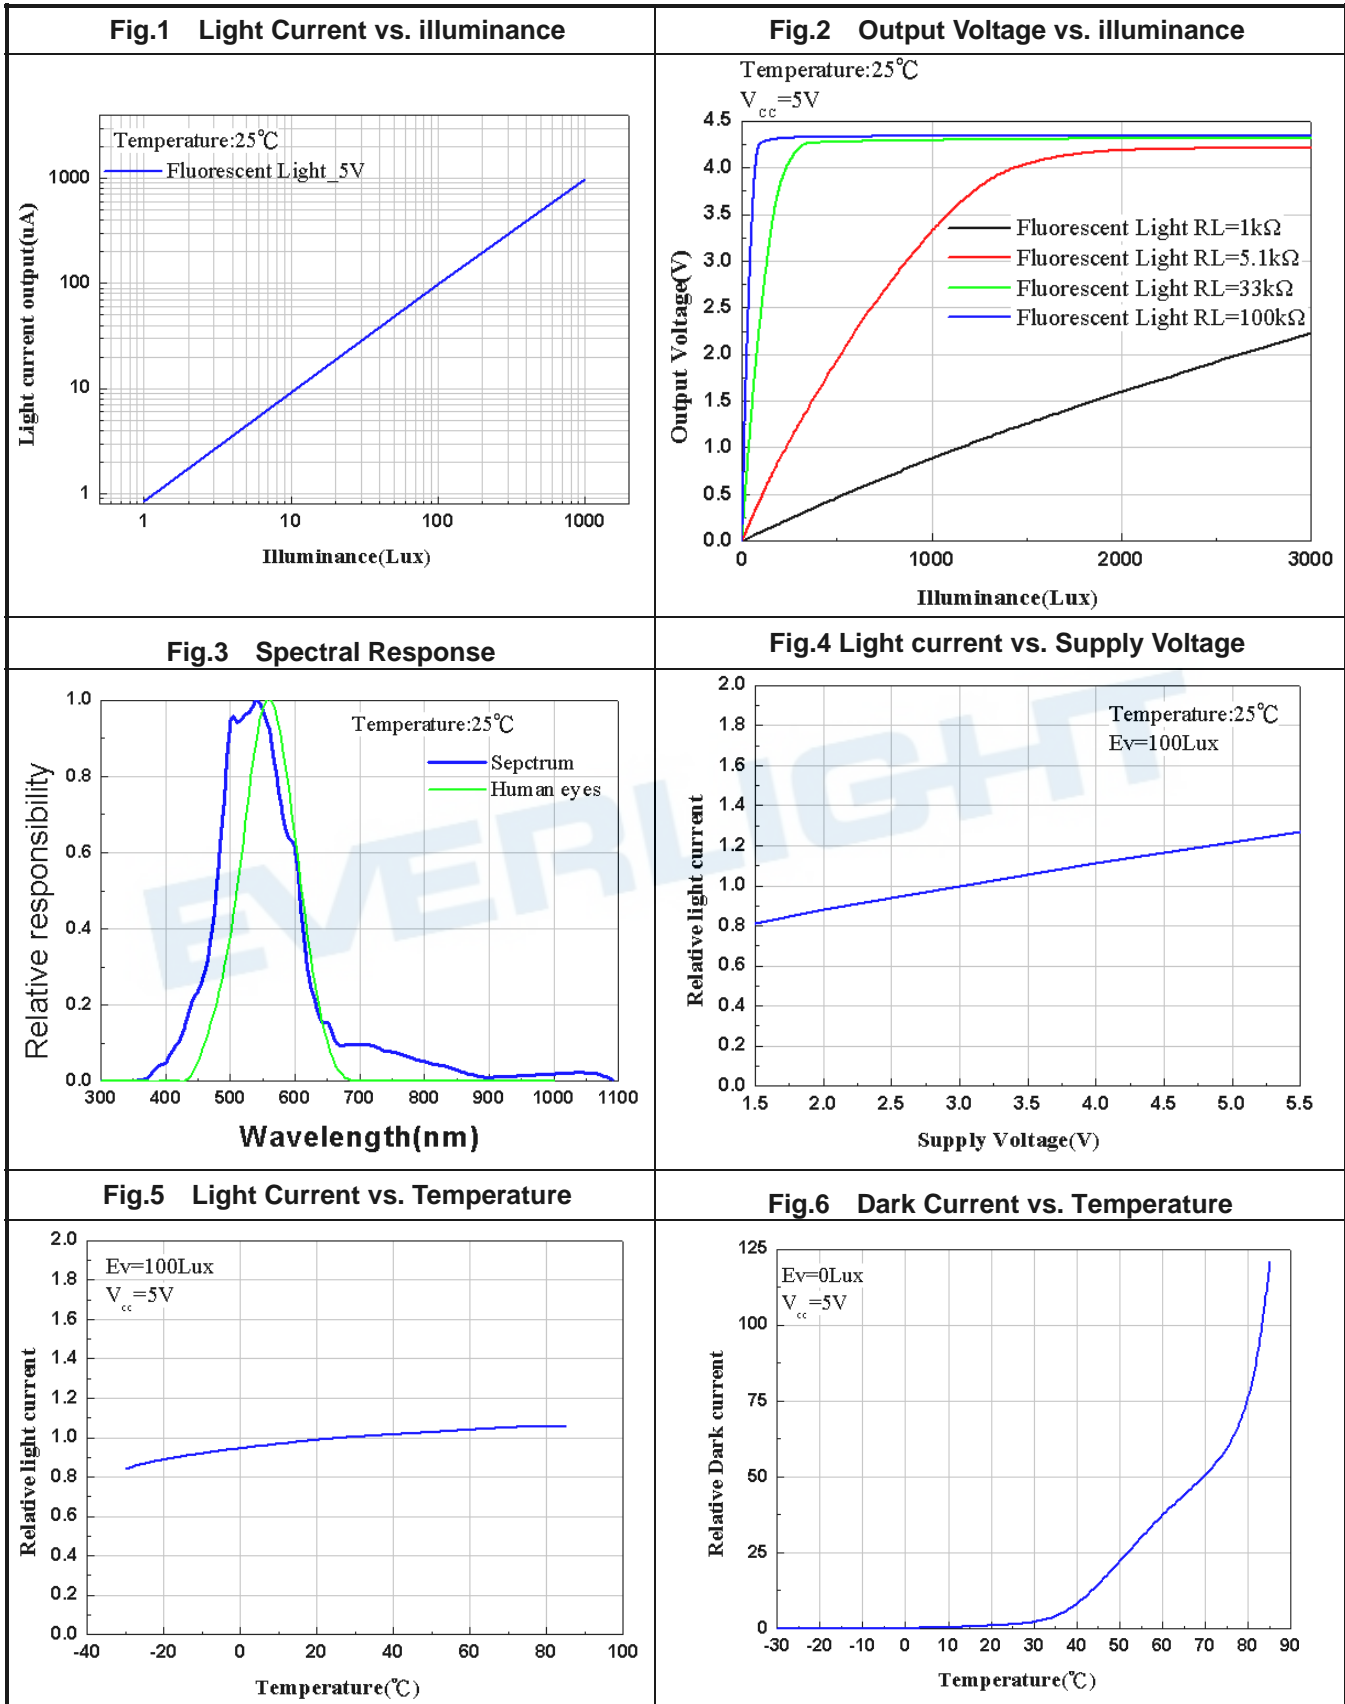 Fig.1 Light Current vs. illuminance
Temperature:25℃
Fluorescent Light_5V
1000
100
10
1
Light current output(uA)
1 10 100 1000
Illuminance(Lux)
Fig.2 Output Voltage vs. illuminance
Temperature:25℃
Vcc=5V
4.5
4.0
3.5
3.0
2.5
2.0
1.5
1.0
0.5
0.0
Output Voltage(V)
Fluorescent Light RL=1kΩ
Fluorescent Light RL=5.1kΩ
Fluorescent Light RL=33kΩ
Fluorescent Light RL=100kΩ
0 1000 2000 3000
Illuminance(Lux)
Fig.3 Spectral Response
1.0
0.8
0.6
0.4
0.2
0.0
Relative responsibility
Temperature:25℃
Sepctrum
Human eyes
300 400 500 600 700 800 900 1000 1100
Wavelength(nm)
Fig.4 Light current vs. Supply Voltage
2.0
1.8
1.6
1.4
1.2
1.0
0.8
0.6
0.4
0.2
0.0
Relative light current
Temperature:25℃
Ev=100Lux
1.5 2.0 2.5 3.0 3.5 4.0 4.5 5.0 5.5
Supply Voltage(V)
EVERLIGHT
Fig.5 Light Current vs. Temperature
2.0
1.8
1.6
1.4
1.2
1.0
0.8
0.6
0.4
0.2
0.0
Relative light current
Ev=100Lux
Vcc=5V
-40 -20 0 20 40 60 80 100
Temperature(℃)
Fig.6 Dark Current vs. Temperature
125
100
75
50
25
0
Relative Dark current
Ev=0Lux
Vcc=5V
-30 -20 -10 0 10 20 30 40 50 60 70 80 90
Temperature(℃)